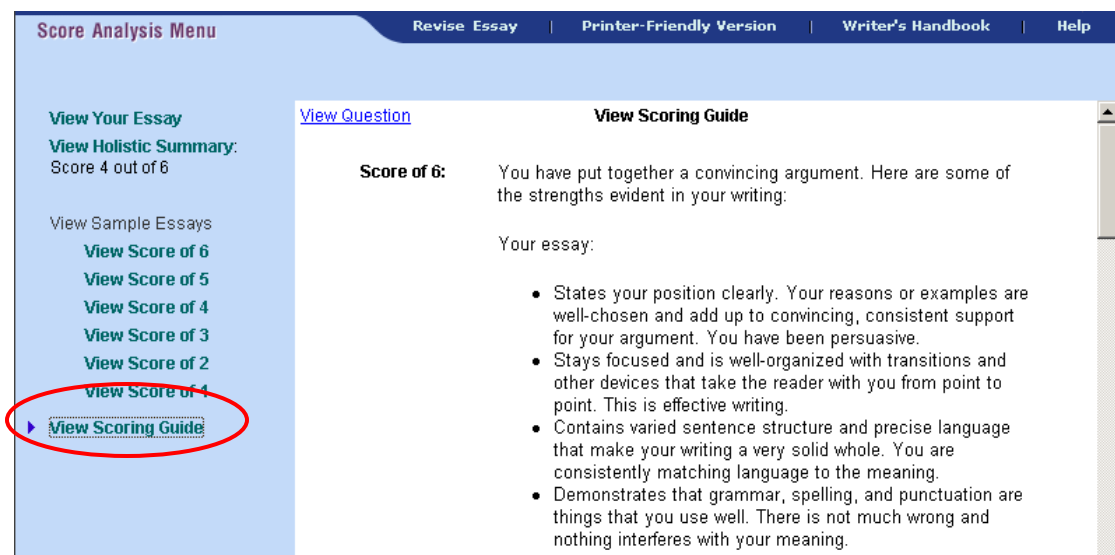 Score Analysis Menu
Revise Essay | Printer-Friendly Version | Writer's Handbook | Help
View Your Essay
View Holistic Summary:
Score 4 out of 6
View Sample Essays
View Score of 6
View Score of 5
View Score of 4
View Score of 3
View Score of 2
View Score of 1
View Scoring Guide
View Question
View Scoring Guide
Score of 6:
You have put together a convincing argument. Here are some of
the strengths evident in your writing:
Your essay:
• States your position clearly. Your reasons or examples are
well-chosen and add up to convincing, consistent support
for your argument. You have been persuasive.
• Stays focused and is well-organized with transitions and
other devices that take the reader with you from point to
point. This is effective writing.
• Contains varied sentence structure and precise language
that make your writing a very solid whole. You are
consistently matching language to the meaning.
• Demonstrates that grammar, spelling, and punctuation are
things that you use well. There is not much wrong and
nothing interferes with your meaning.